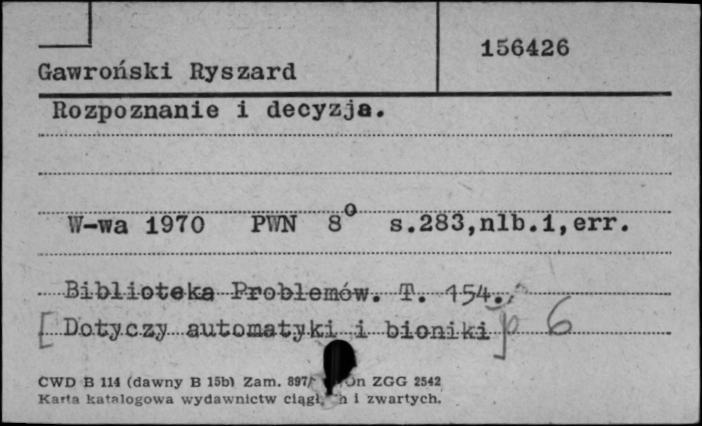 156426
Gawroński Ryszard
Rozpoznanie i decyzja.
W-wa 1970 PWN 8° s.283,nlb.1,err.
Biblioteka Problemów. T. 154.
[Dotyczy automatyki i bioniki] p 6
CWD B 114 (dawny B 15b) Zam. 897/ ZGG 2542
Karta katalogowa wydawnictw i zwartych.